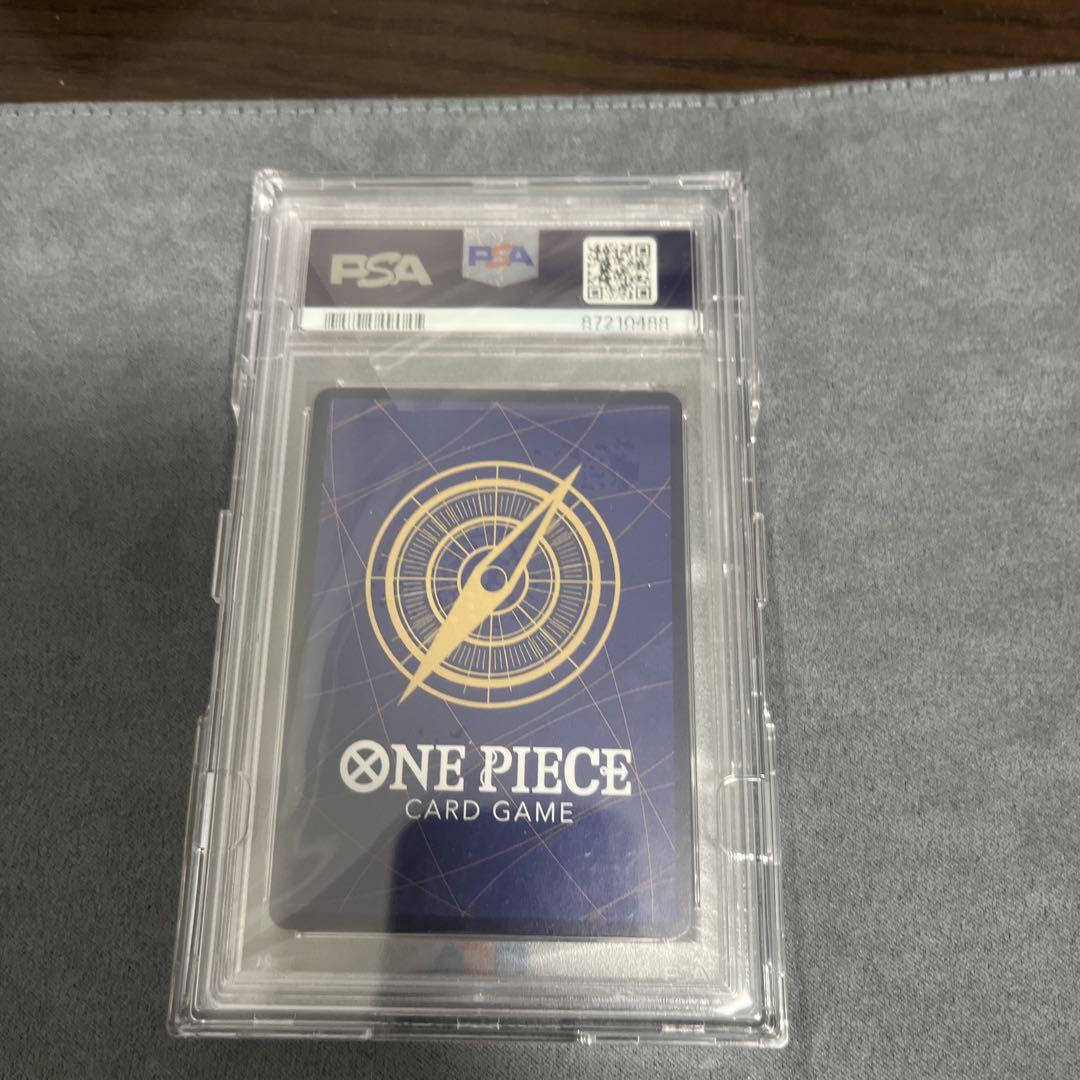 PSA
PSA
87210488
ONE PIECE
CARD GAME